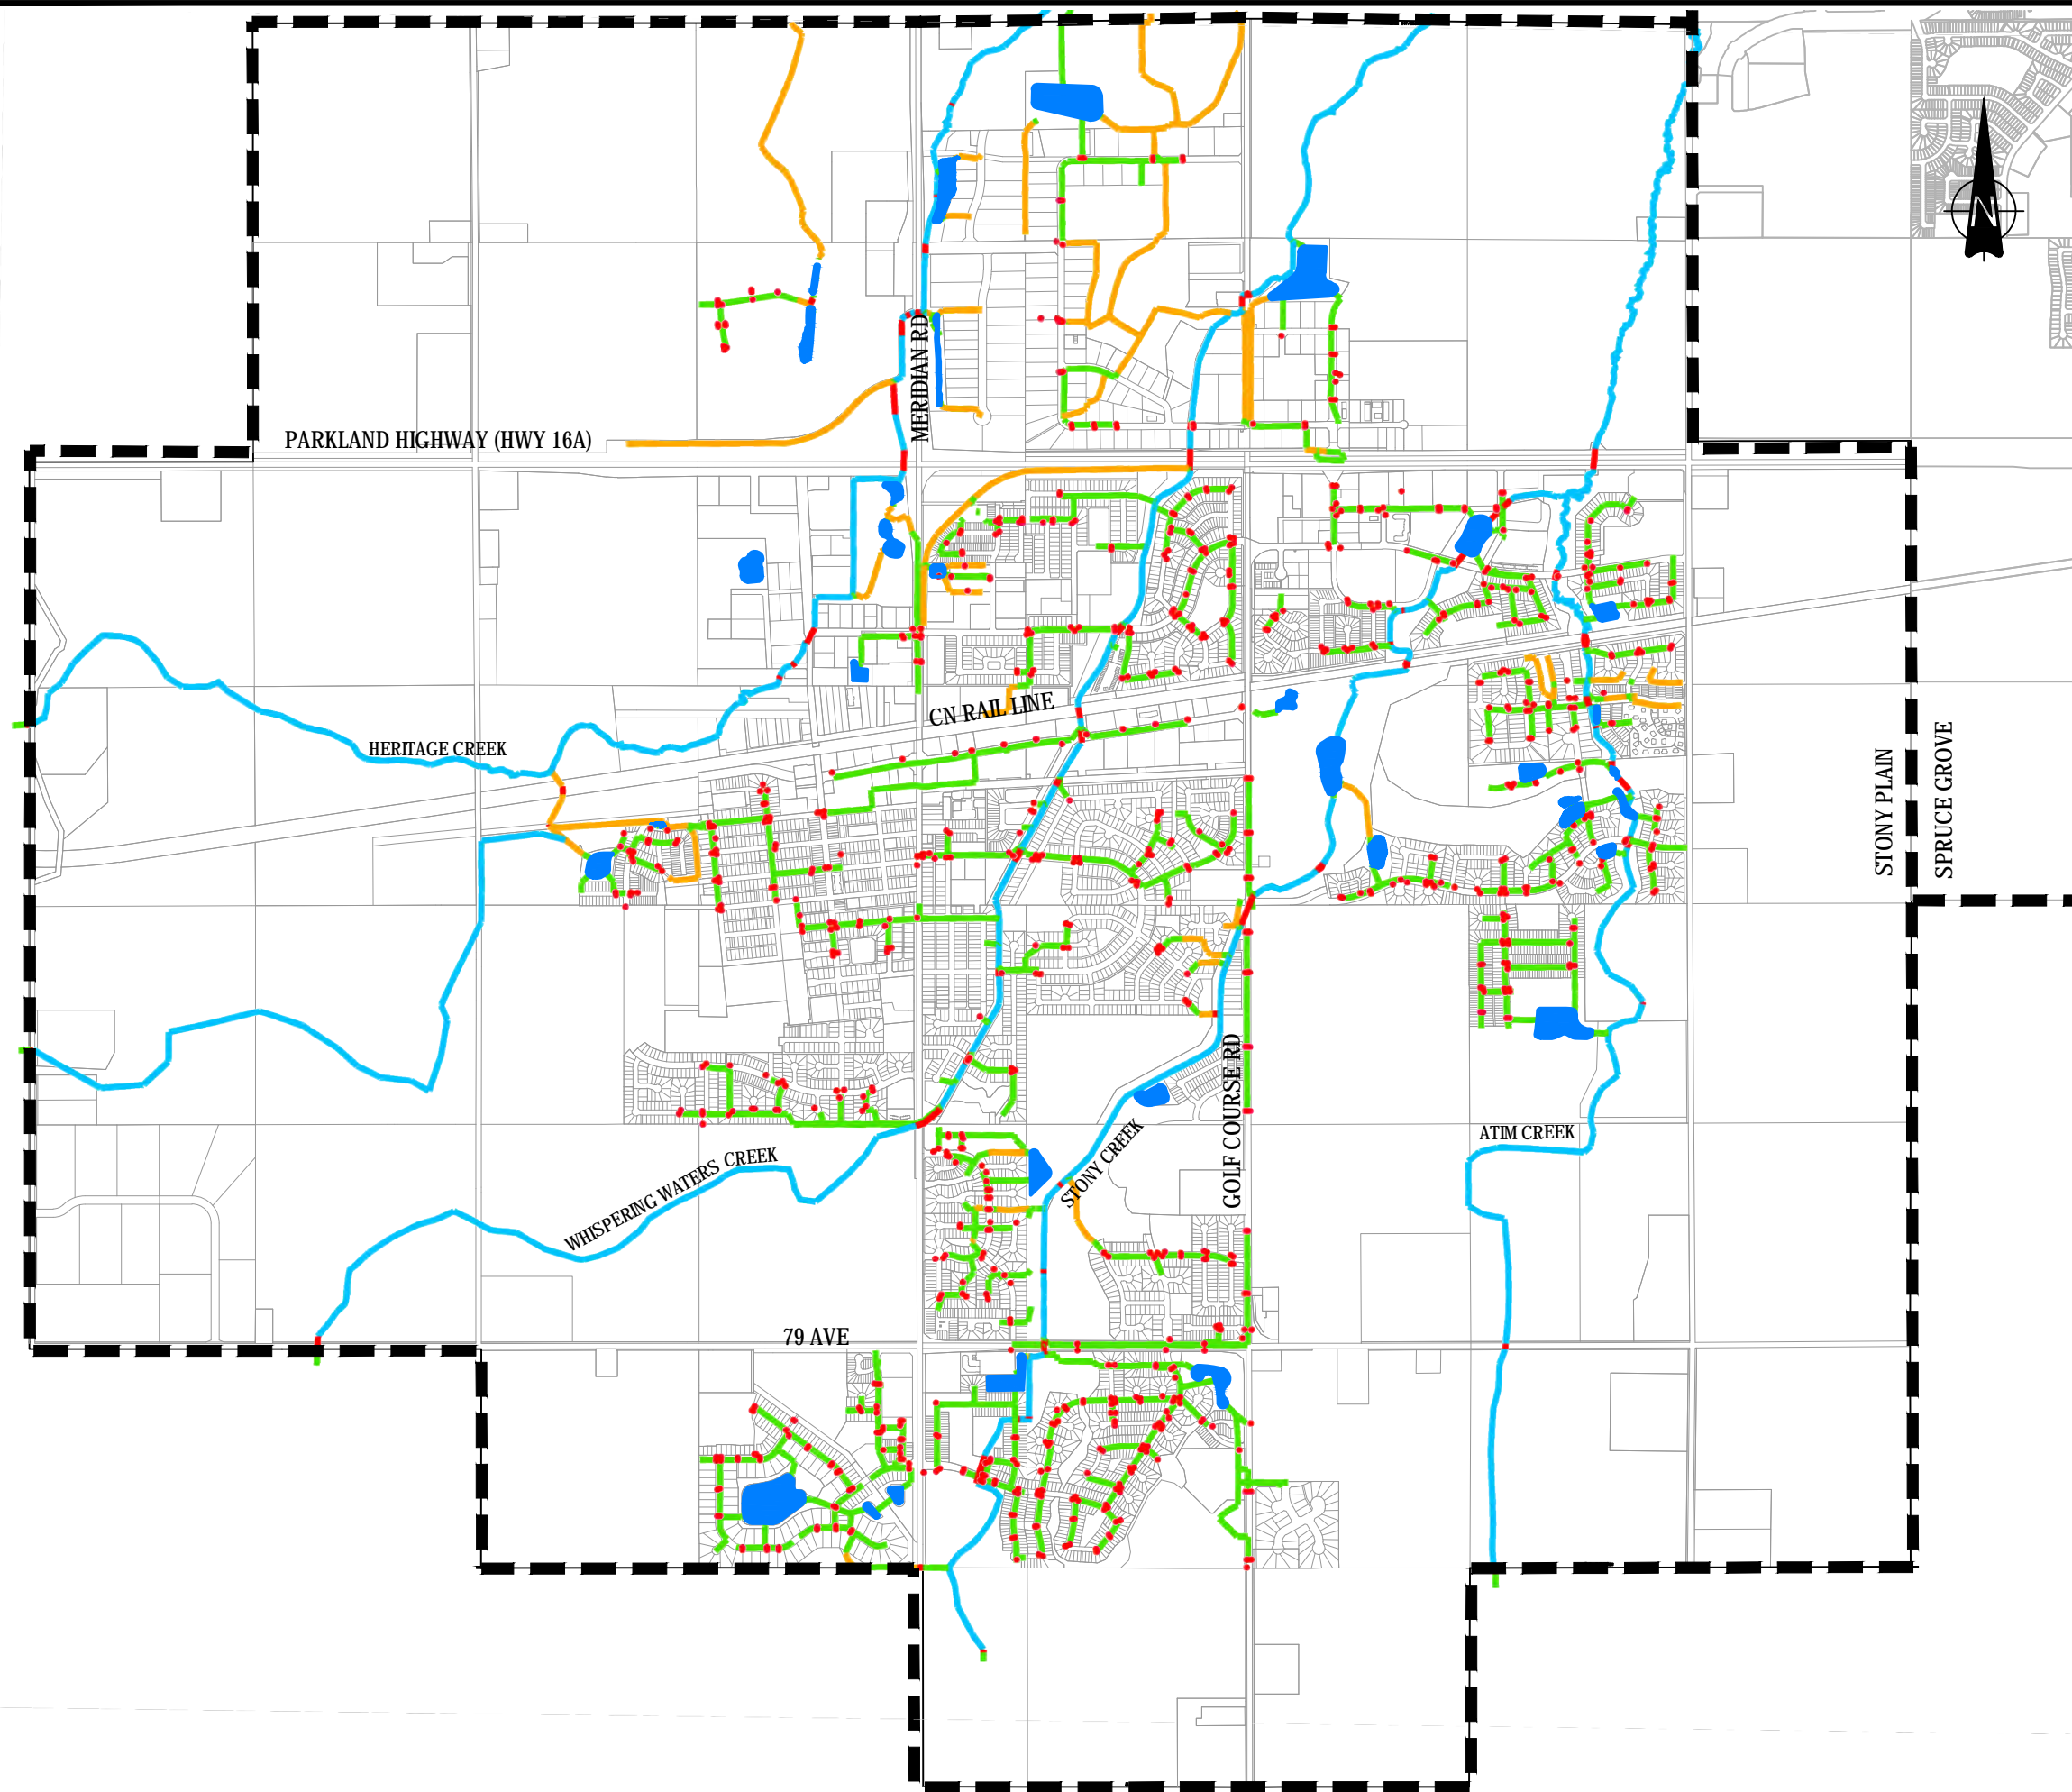 N
MERIDIAN RD
PARKLAND HIGHWAY (HWY 16A)
CN RAIL LINE
HERITAGE CREEK
STONY PLAIN
SPRUCE GROVE
GOLF COURSE RD
ATIM CREEK
STONY CREEK
WHISPERING WATERS CREEK
79 AVE